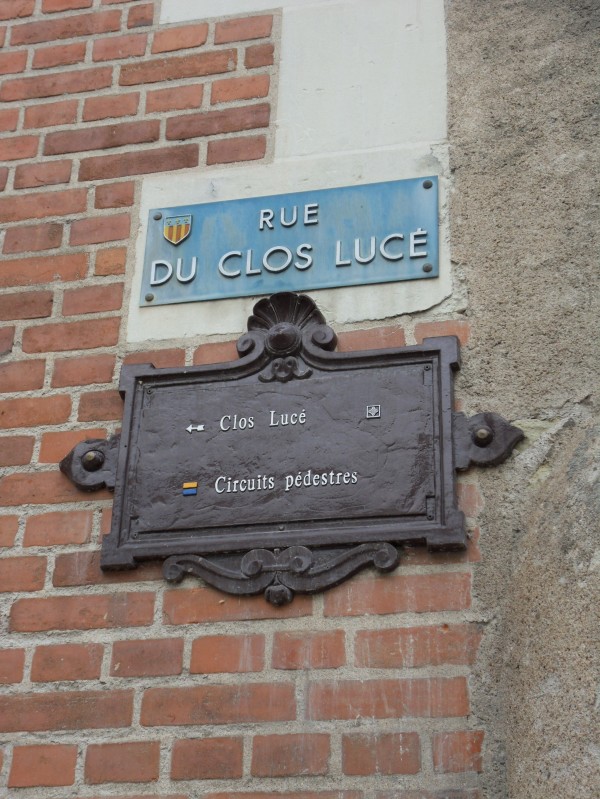 RUE
DU CLOS LUCÉ
Clos Lucé
Circuits pédestres